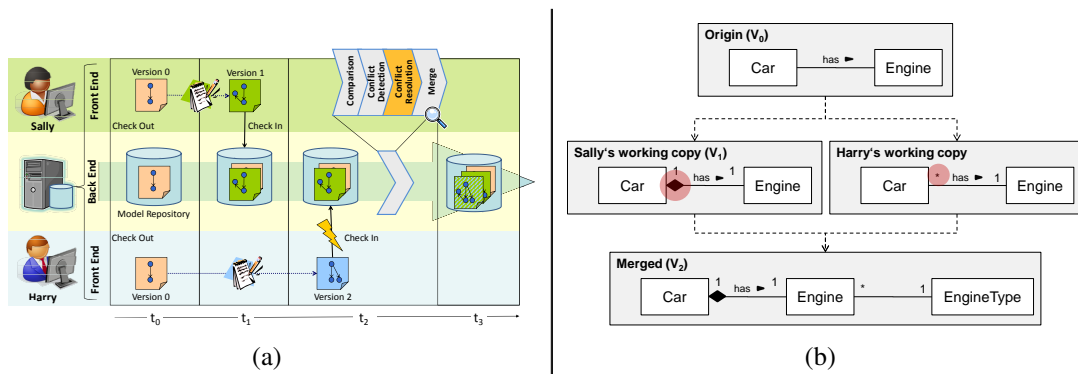 Comparison
Conflict
Detection
Conflict
Resolution
Merge
Front End
Version 0
Version 1
Sally
Check Out
Check In
Back End
Model Repository
Check Out
Check In
Front End
Version 0
Version 2
Harry
t0
t1
t2
t3
(a)
Origin (V0)
Car
has
Engine
Sally's working copy (V1)
Car
1
has
1
Engine
Harry's working copy
Car
*
has
1
Engine
Merged (V2)
Car
1
has
1
Engine
*
1
EngineType
(b)